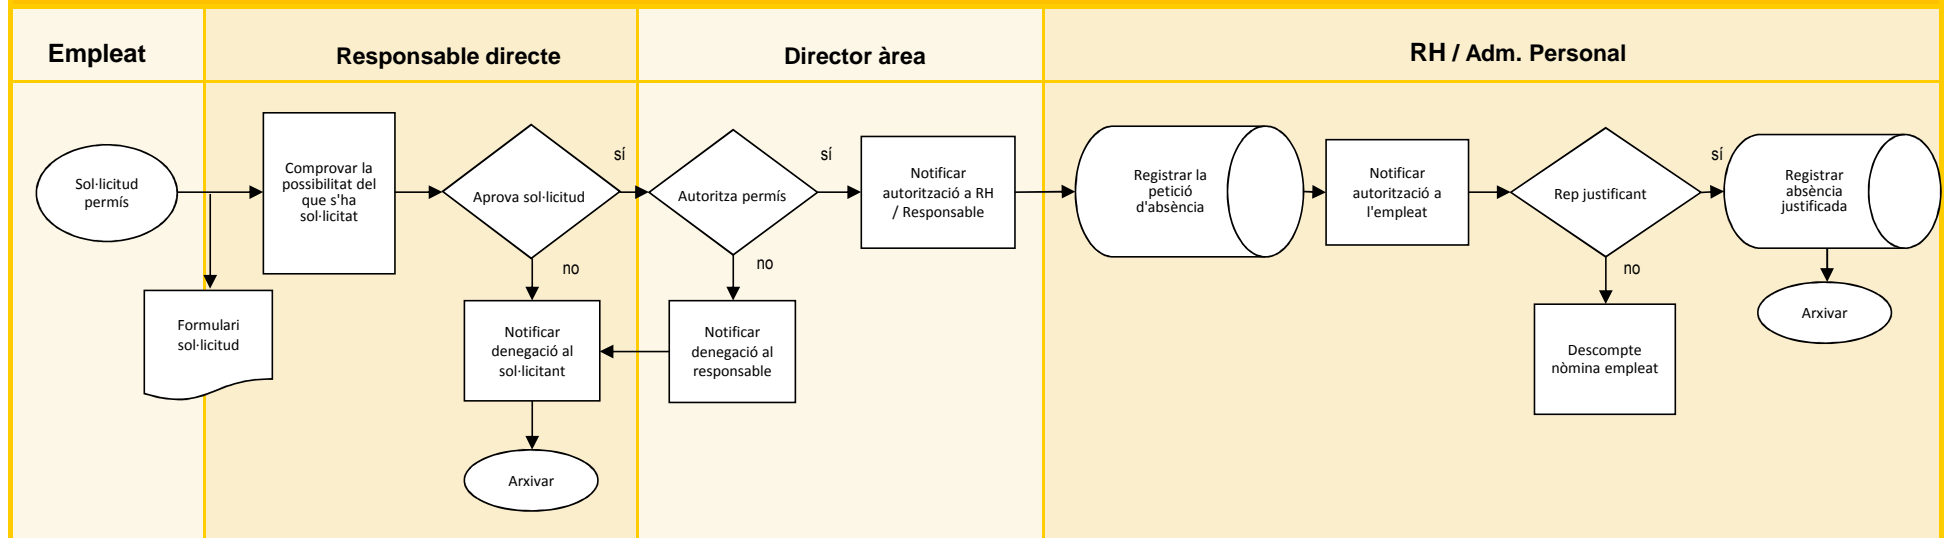 Empleat
Responsable directe
Director àrea
RH / Adm. Personal
Sol·licitud
permís
Formulari
sol·licitud
Comprovar la
possibilitat del
que s'ha
sol·licitat
Aprova sol·licitud
sí
no
Notificar
denegació al
sol·licitant
Arxivar
Autoritza permís
sí
no
Notificar
denegació al
responsable
Notificar
autorització a RH
/ Responsable
Registrar la
petició
d'absència
Notificar
autorització a
l'empleat
Rep justificant
sí
no
Descompte
nòmina empleat
Registrar
absència
justificada
Arxivar